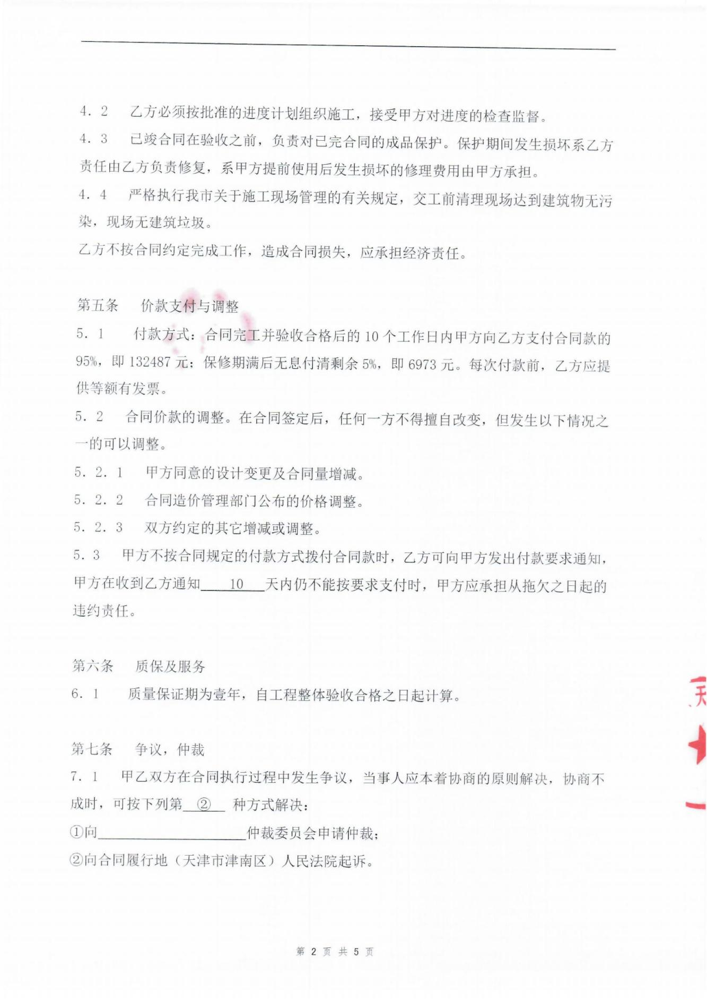 4. 2 乙方必须按批准的进度计划组织施工，接受甲方对进度的检查监督。
4. 3 已竣合同在验收之前，负责对已完合同的成品保护。保护期间发生损坏系乙方
责任由乙方负责修复，系甲方提前使用后发生损坏的修理费用由甲方承担。
4. 4 严格执行我市关于施工现场管理的有关规定，交工前清理现场达到建筑物无污
染，现场无建筑垃圾。
乙方不按合同约定完成工作，造成合同损失，应承担经济责任。
第五条 价款支付与调整
5. 1 付款方式：合同完工并验收合格后的 10 个工作日内甲方向乙方支付合同款的
95%，即 132487 元；保修期满后无息付清剩余 5%，即 6973 元。每次付款前，乙方应提
供等额有发票。
5. 2 合同价款的调整。在合同签定后，任何一方不得擅自改变，但发生以下情况之
一的可以调整。
5. 2. 1 甲方同意的设计变更及合同量增减。
5. 2. 2 合同造价管理部门公布的价格调整。
5. 2. 3 双方约定的其它增减或调整。
5. 3 甲方不按合同规定的付款方式拨付合同款时，乙方可向甲方发出付款要求通知，
甲方在收到乙方通知 10 天内仍不能按要求支付时，甲方应承担从拖欠之日起的
违约责任。
第六条 质保及服务
6. 1 质量保证期为壹年，自工程整体验收合格之日起计算。
第七条 争议，仲裁
7. 1 甲乙双方在合同执行过程中发生争议，当事人应本着协商的原则解决，协商不
成时，可按下列第 ② 种方式解决：
①向__________仲裁委员会申请仲裁；
②向合同履行地（天津市津南区）人民法院起诉。
天
第 2 页 共 5 页